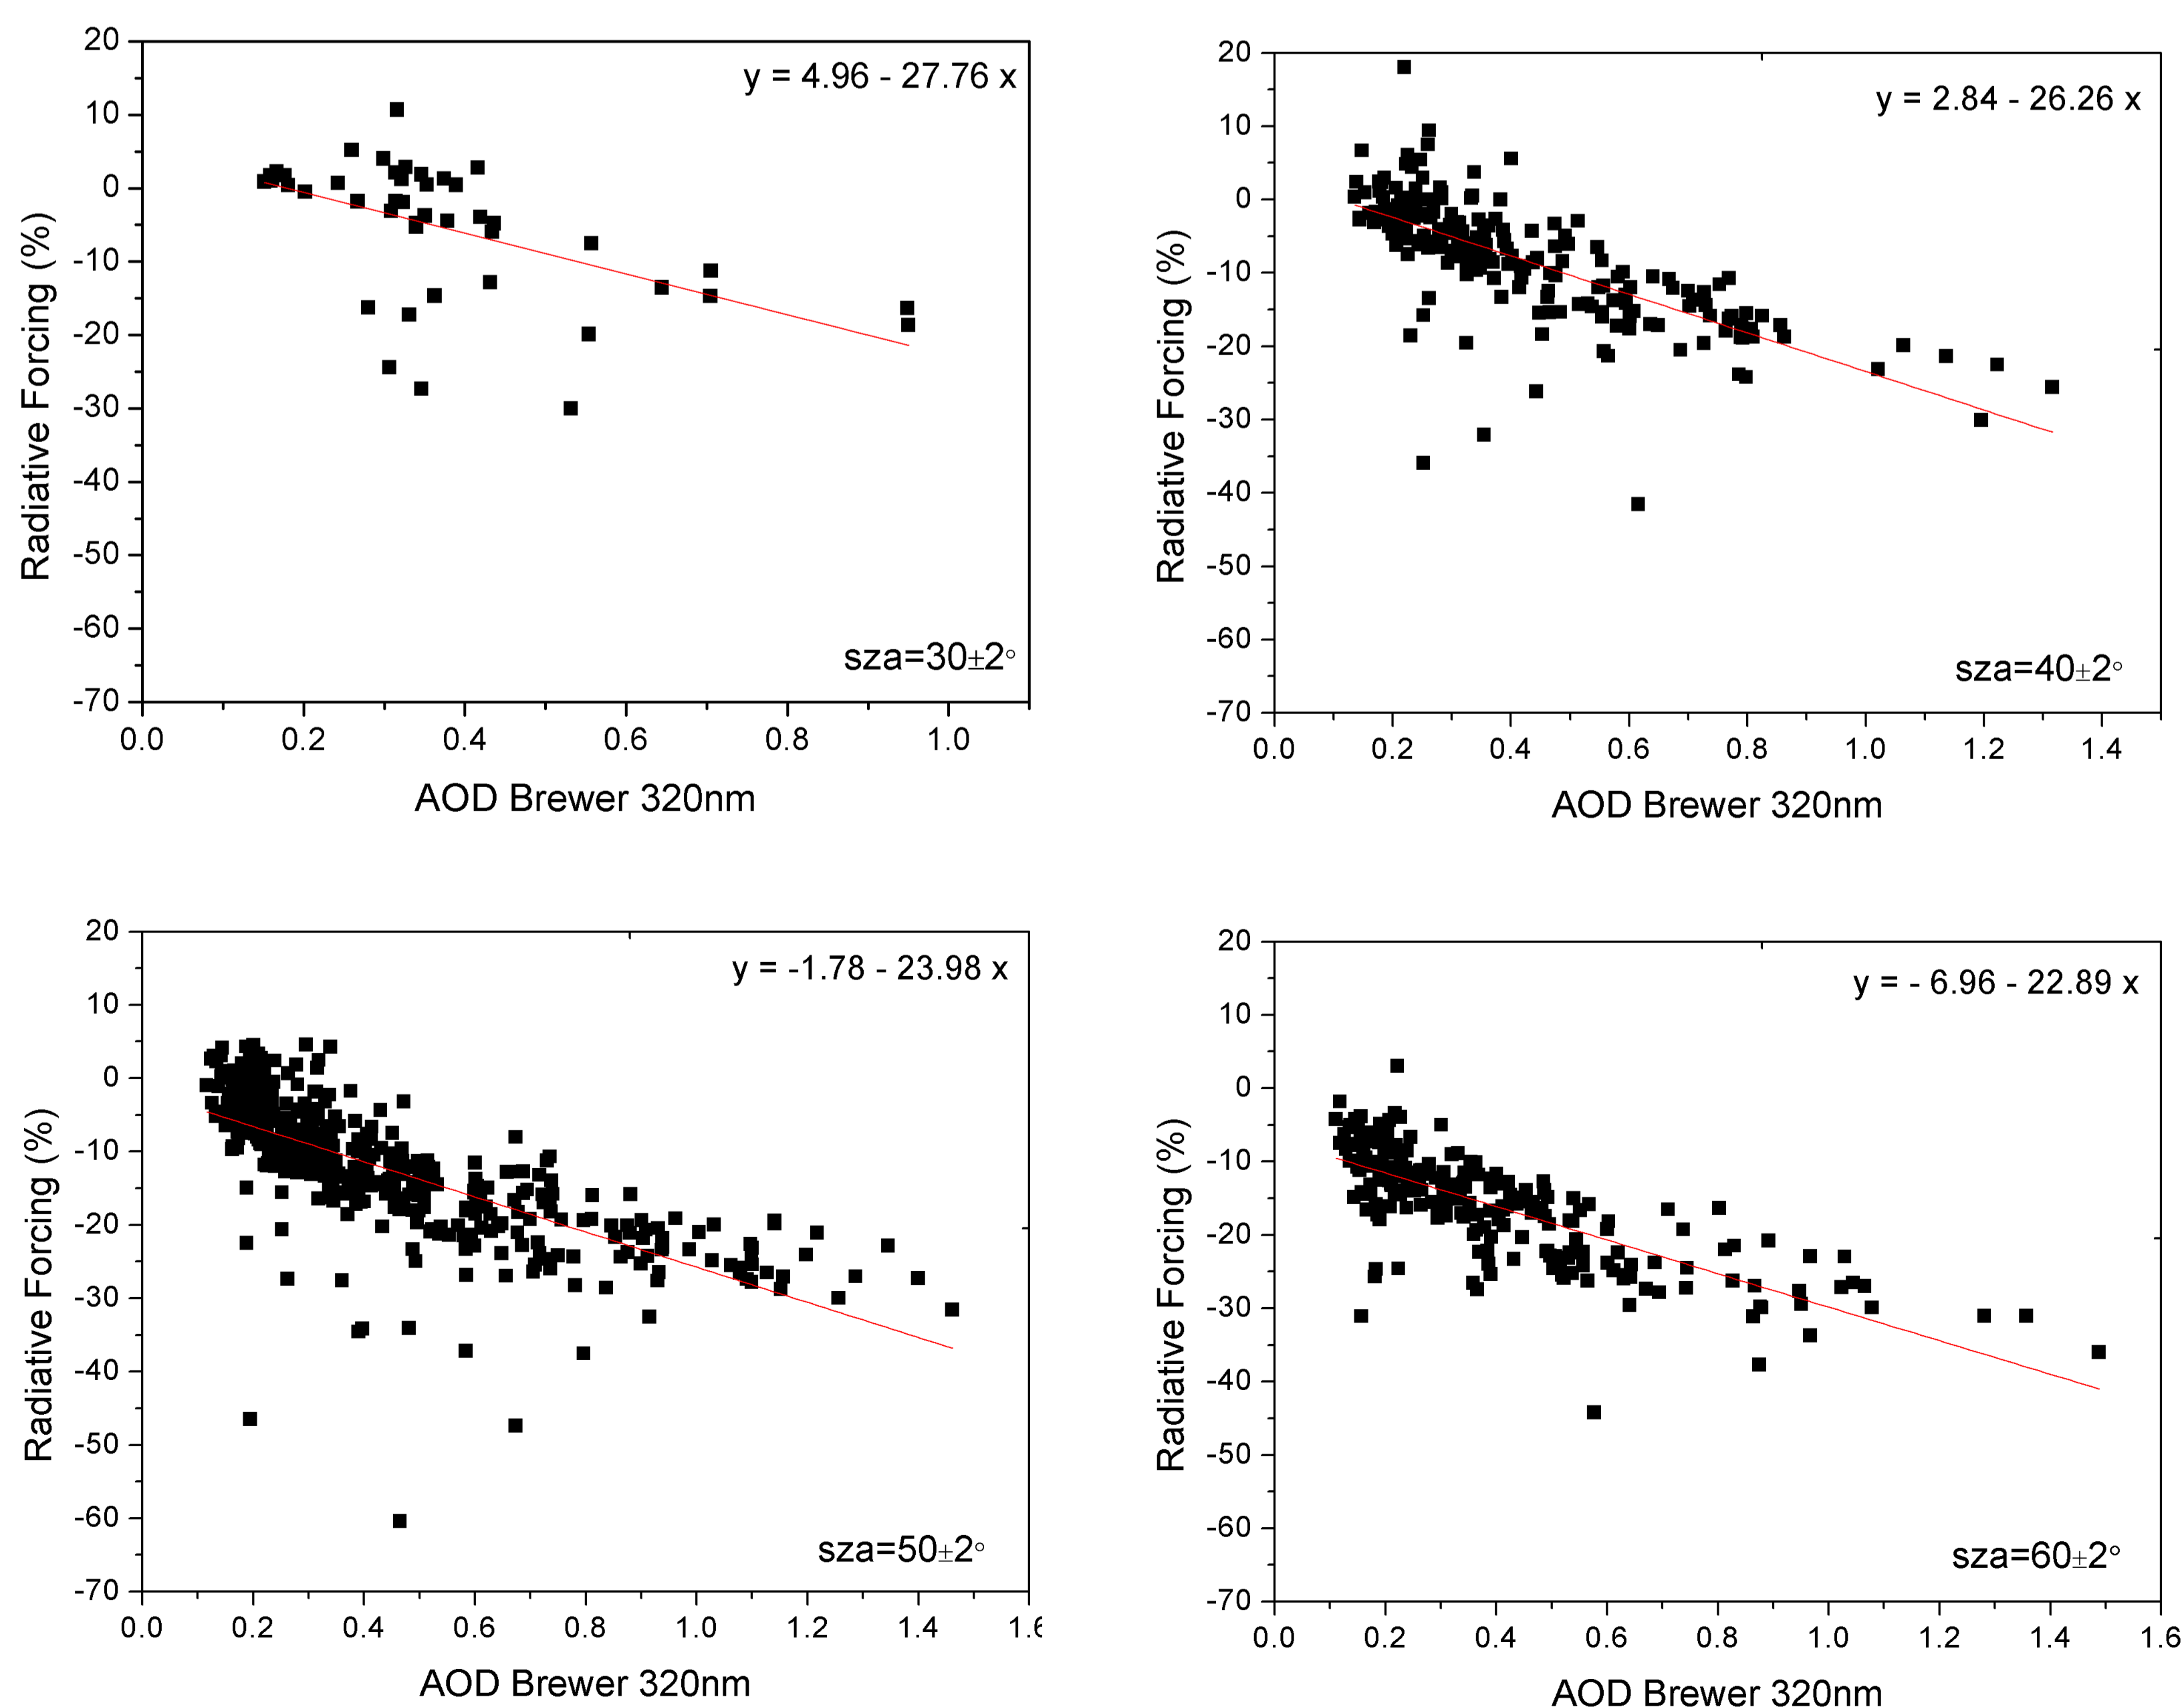 20
10
0
-10
-20
-30
-40
-50
-60
-70
Radiative Forcing (%)
y = 4.96 - 27.76 x
sza=30±2°
0.0 0.2 0.4 0.6 0.8 1.0
AOD Brewer 320nm
20
10
0
-10
-20
-30
-40
-50
-60
-70
Radiative Forcing (%)
y = 2.84 - 26.26 x
sza=40±2°
0.0 0.2 0.4 0.6 0.8 1.0 1.2 1.4
AOD Brewer 320nm
20
10
0
-10
-20
-30
-40
-50
-60
-70
Radiative Forcing (%)
y = -1.78 - 23.98 x
sza=50±2°
0.0 0.2 0.4 0.6 0.8 1.0 1.2 1.4 1.6
AOD Brewer 320nm
20
10
0
-10
-20
-30
-40
-50
-60
-70
Radiative Forcing (%)
y = - 6.96 - 22.89 x
sza=60±2°
0.0 0.2 0.4 0.6 0.8 1.0 1.2 1.4 1.6
AOD Brewer 320nm